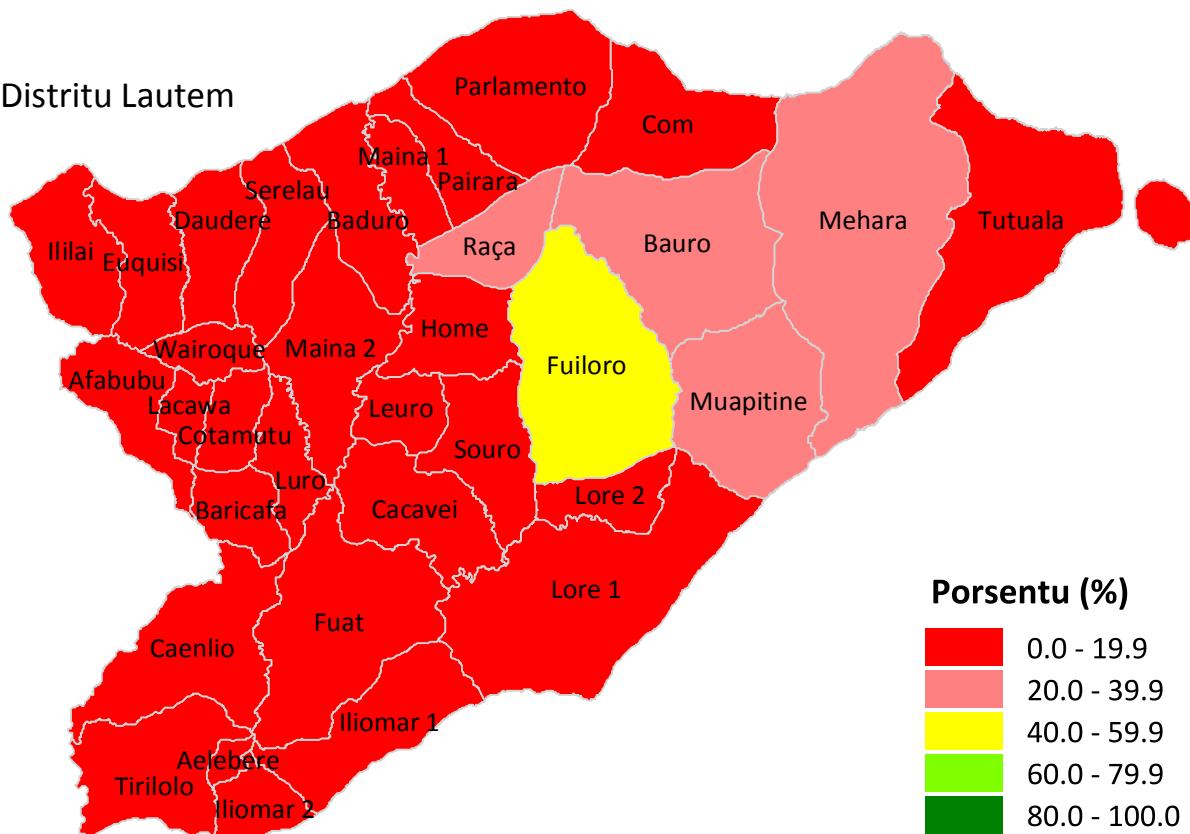 Distritu Lautem
Parlamento
Com
Maina 1
Pairara
Serelau
Daudere
Baduro
Mehara
Tutuala
Raça
Bauro
Ililai
Euquisi
Home
Wairoque
Maina 2
Fuiloro
Afabubu
Lacawa
Leuro
Muapitine
Cotamutu
Souro
Luro
Lore 2
Baricafa
Cacavei
Lore 1
Fuat
Caenlio
Iliomar 1
Aelebere
Tirilolo
Iliomar 2
Porsentu (%)
0.0 - 19.9
20.0 - 39.9
40.0 - 59.9
60.0 - 79.9
80.0 - 100.0